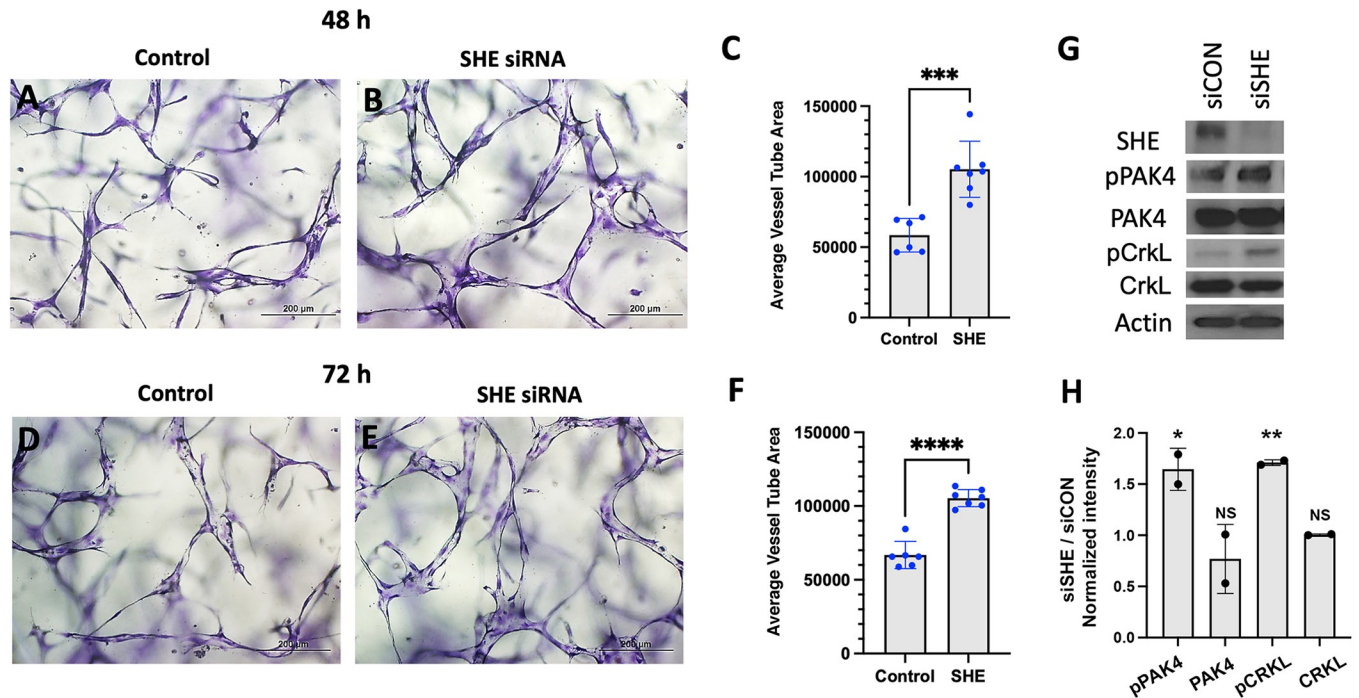 48 h
Control
SHE siRNA
A
200 µm
B
200 µm
C
Average Vessel Tube Area
150000
100000
50000
0
***
Control
SHE
G
siCON
siSHE
SHE
pPAK4
PAK4
pCrkL
CrkL
Actin
72 h
Control
SHE siRNA
D
200 µm
E
200 µm
F
Average Vessel Tube Area
150000
100000
50000
0
****
Control
SHE
H
siSHE / siCON
Normalized intensity
2.0
1.5
1.0
0.5
0.0
*
NS
**
NS
pPAK4
PAK4
pCRKL
CRKL